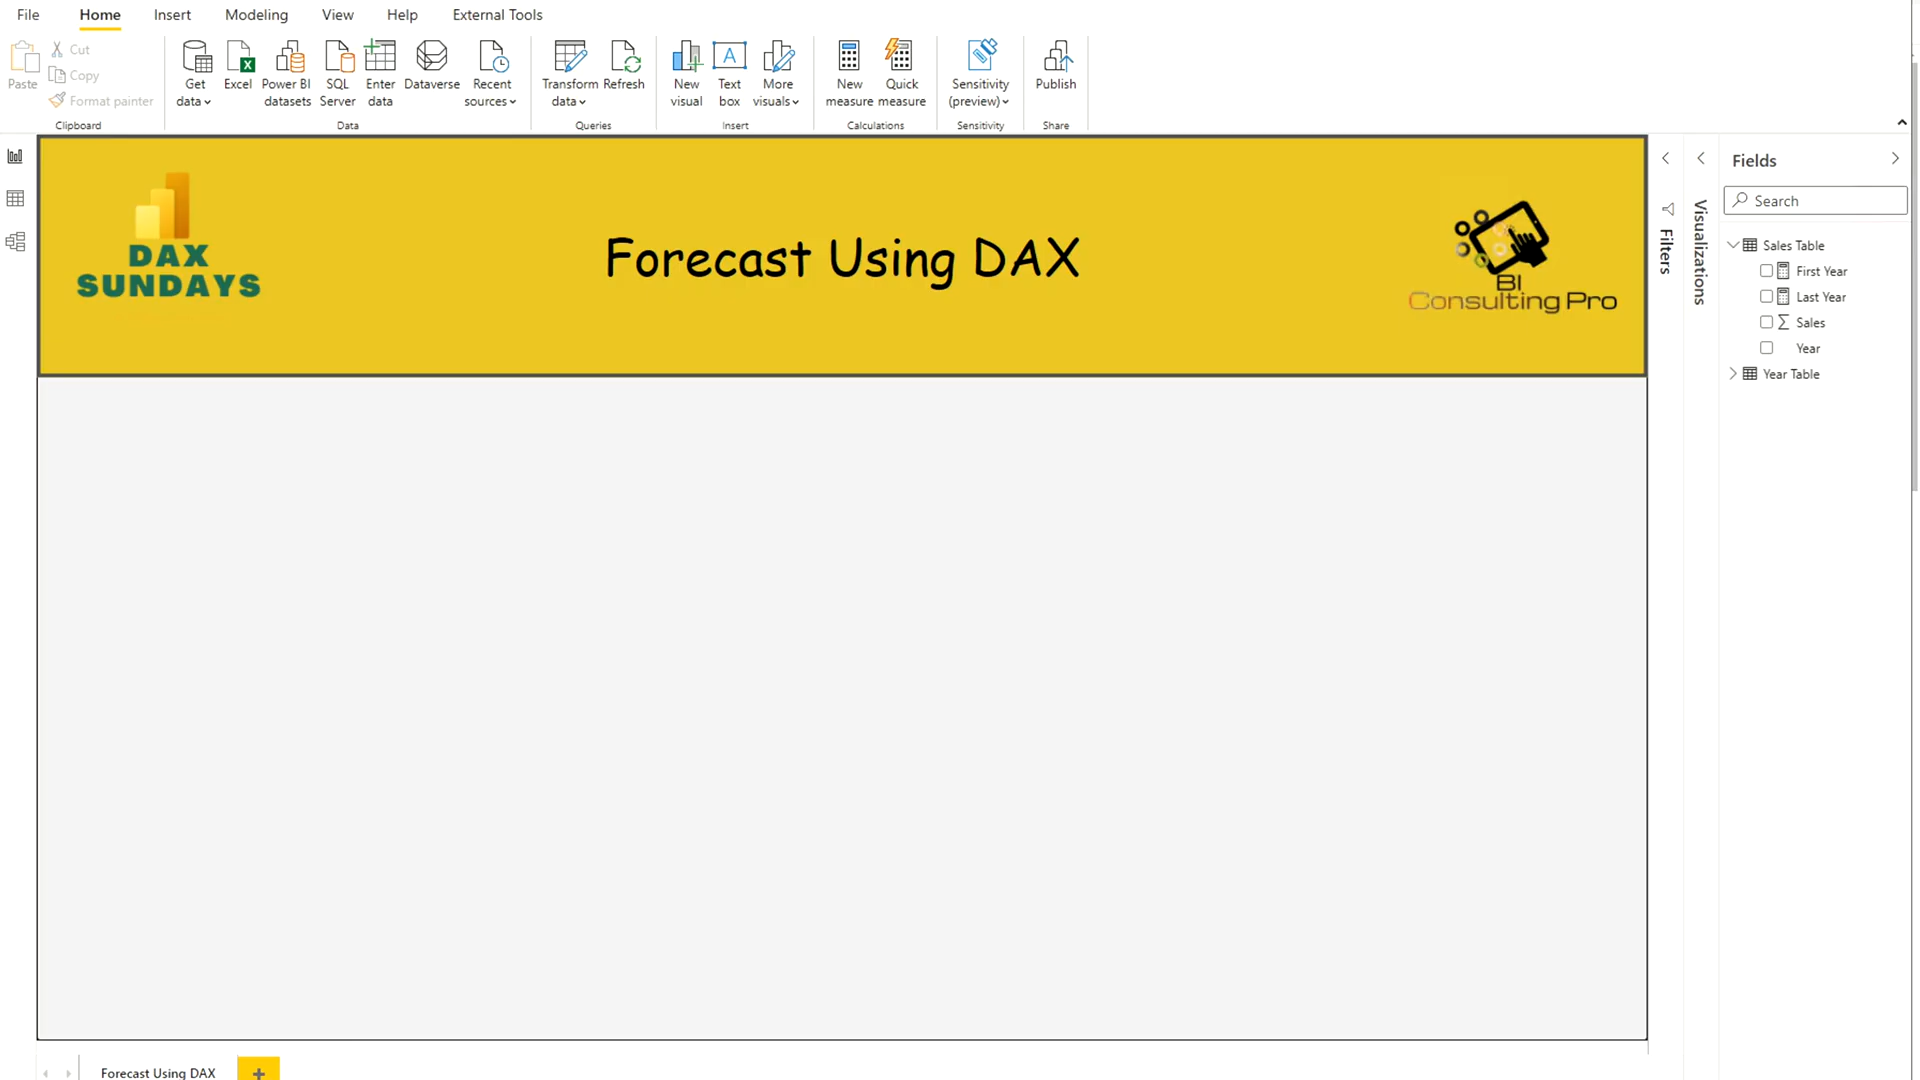 File Home Insert Modeling View Help External Tools
Paste
Cut
Copy
Format painter
Clipboard
Get data
Excel
Power BI datasets
SQL Server
Enter data
Dataverse
Recent sources
Data
Transform data
Refresh
Queries
New visual
Text box
More visuals
Insert
New measure
Quick measure
Calculations
Sensitivity (preview)
Sensitivity
Publish
Share
DAX
SUNDAYS
Forecast Using DAX
BI
Consulting Pro
Filters
Visualizations
Fields
Search
Sales Table
First Year
Last Year
Sales
Year
Year Table
Forecast Using DAX